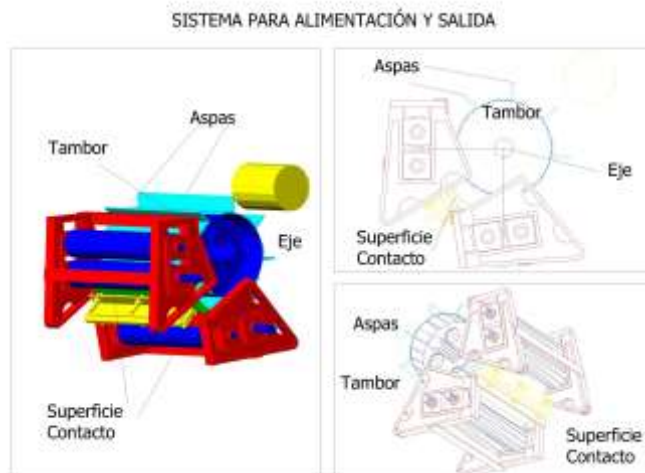 SISTEMA PARA ALIMENTACIÓN Y SALIDA
Aspas
Tambor
Eje
Superficie
Contacto
Aspas
Tambor
Eje
Superficie
Contacto
Aspas
Tambor
Superficie
Contacto